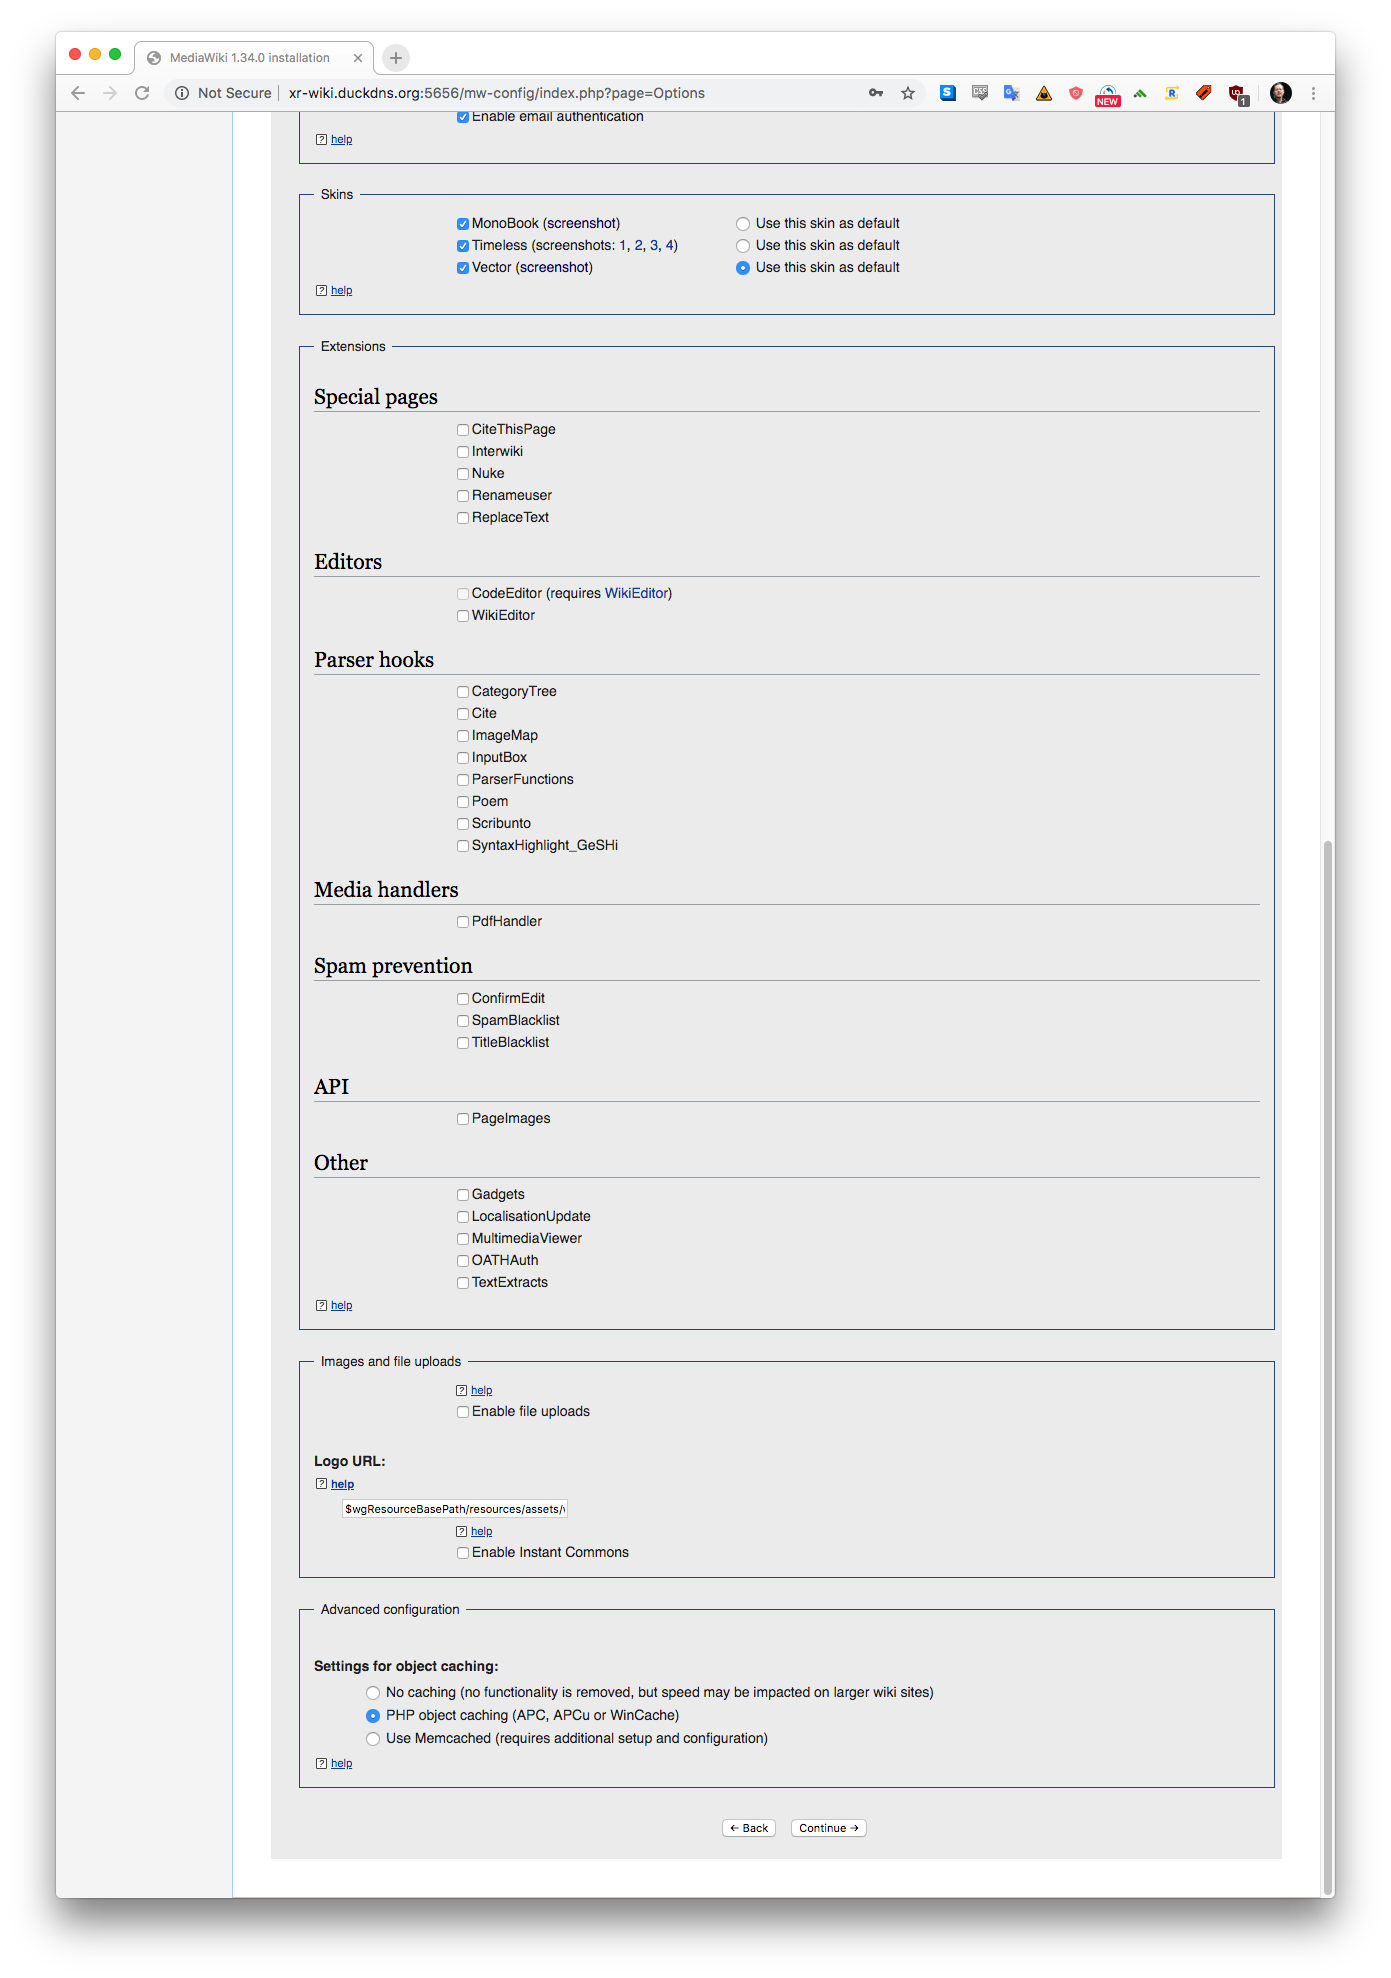 MediaWiki 1.34.0 installation
Not Secure | xr-wiki.duckdns.org:5656/mw-config/index.php?page=Options
NEW
1
Enable email authentication
help
Skins
MonoBook (screenshot) Use this skin as default
Timeless (screenshots: 1, 2, 3, 4) Use this skin as default
Vector (screenshot) Use this skin as default
help
Extensions
Special pages
CiteThisPage
Interwiki
Nuke
Renameuser
ReplaceText
Editors
CodeEditor (requires WikiEditor)
WikiEditor
Parser hooks
CategoryTree
Cite
ImageMap
InputBox
ParserFunctions
Poem
Scribunto
SyntaxHighlight_GeSHi
Media handlers
PdfHandler
Spam prevention
ConfirmEdit
SpamBlacklist
TitleBlacklist
API
PageImages
Other
Gadgets
LocalisationUpdate
MultimediaViewer
OATHAuth
TextExtracts
help
Images and file uploads
help
Enable file uploads
Logo URL:
help
$wgResourceBasePath/resources/assets/
help
Enable Instant Commons
Advanced configuration
Settings for object caching:
No caching (no functionality is removed, but speed may be impacted on larger wiki sites)
PHP object caching (APC, APCu or WinCache)
Use Memcached (requires additional setup and configuration)
help
← Back Continue →